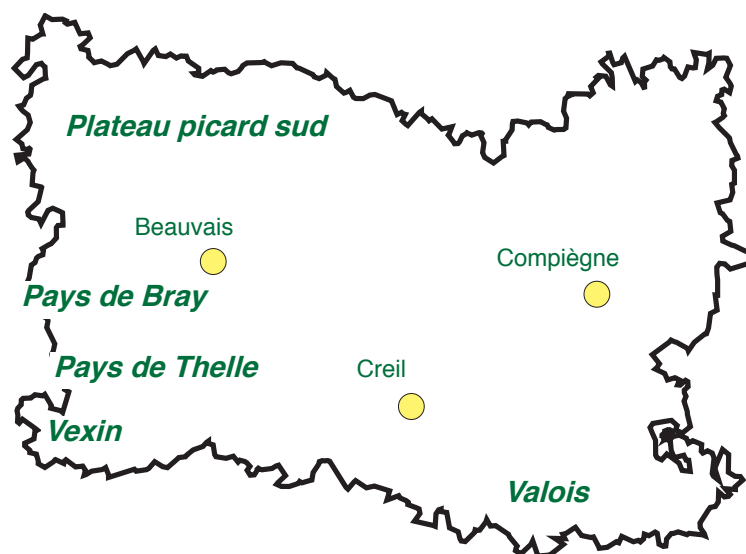 Plateau picard sud
Beauvais
Compiègne
Pays de Bray
Pays de Thelle
Creil
Vexin
Valois